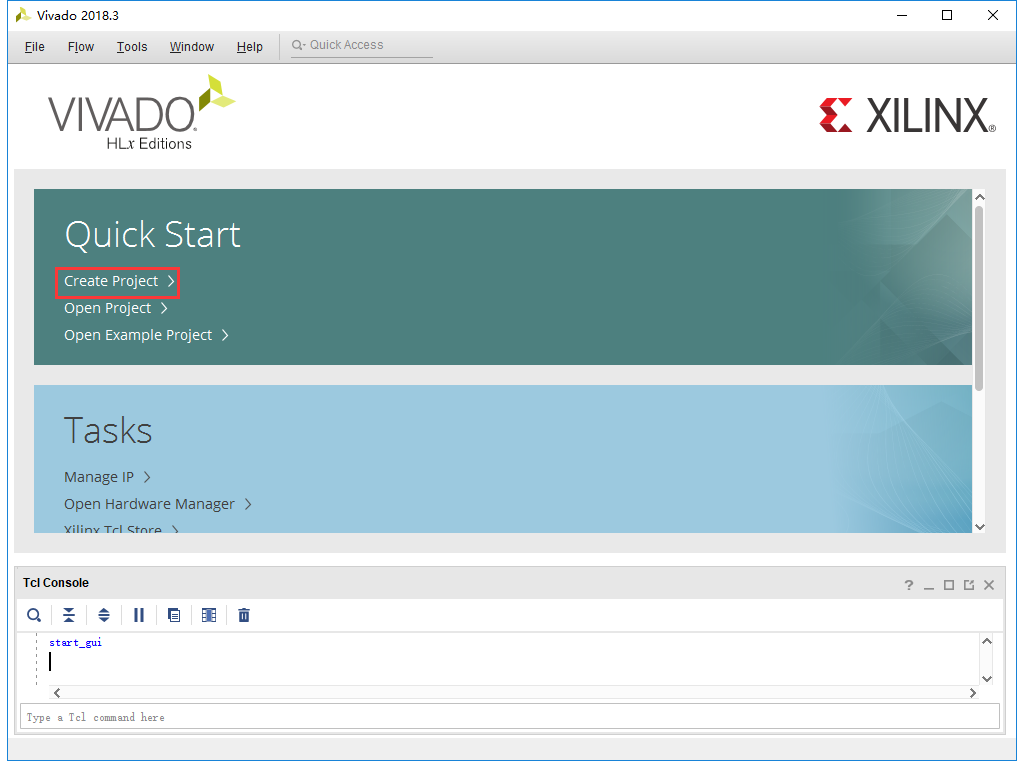 Vivado 2018.3
File Flow Tools Window Help Quick Access
VIVADO
HLx Editions
XILINX®
Quick Start
Create Project
Open Project
Open Example Project
Tasks
Manage IP
Open Hardware Manager
Xilinx Tcl Store
Tcl Console
start_gui
Type a Tcl command here